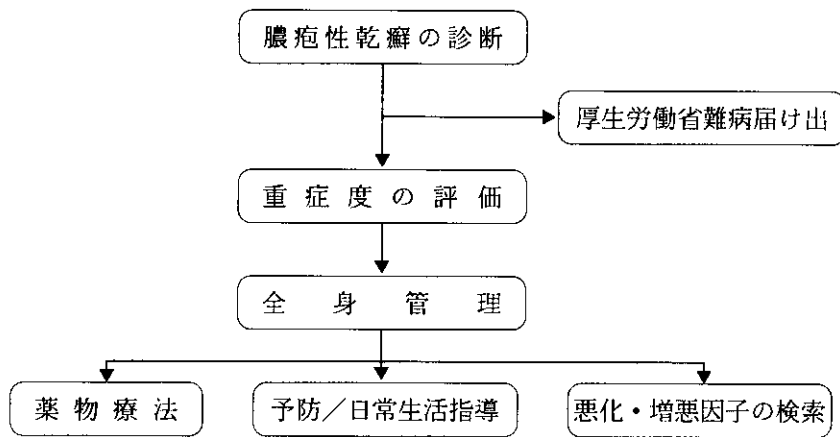 膿疱性乾癬の診断
厚生労働省難病届け出
重症度の評価
全身管理
薬物療法
予防／日常生活指導
悪化・増悪因子の検索